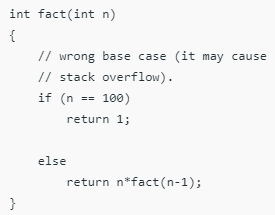 int fact(int n)
{
    // wrong base case (it may cause
    // stack overflow).
    if (n == 100)
        return 1;

    else
        return n*fact(n-1);
}